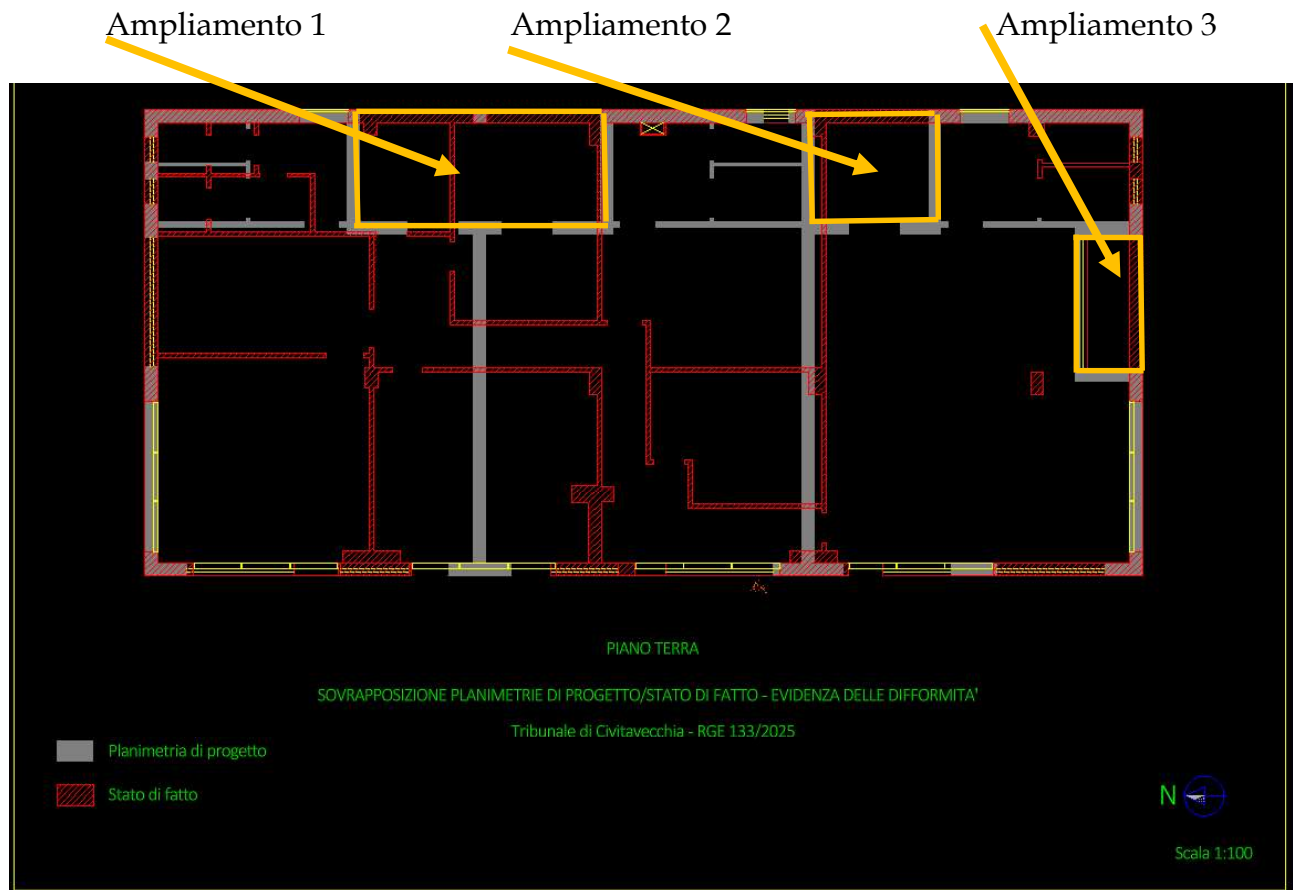 Ampliamento 1
Ampliamento 2
Ampliamento 3
PIANO TERRA
SOVRAPPOSIZIONE PLANIMETRIE DI PROGETTO/STATO DI FATTO - EVIDENZA DELLE DIFFORMITA'
Tribunale di Civitavecchia - RGE 133/2025
Planimetria di progetto
Stato di fatto
N
Scala 1:100